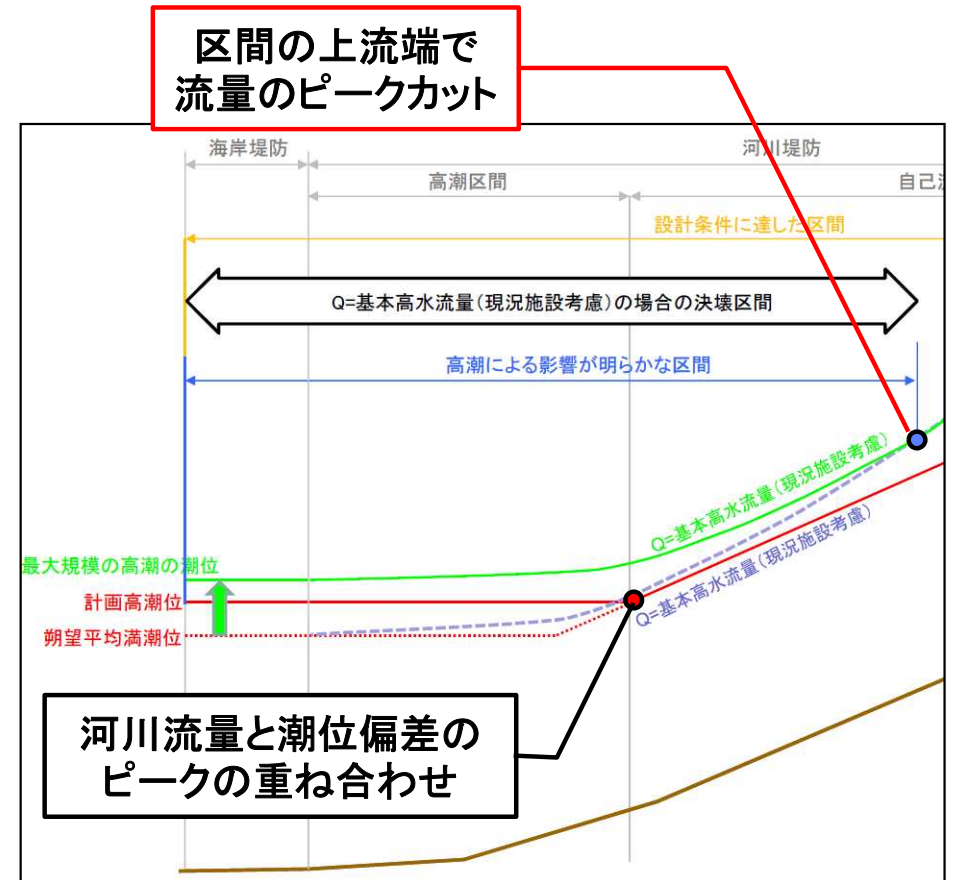 区間の上流端で
流量のピークカット
海岸堤防
河川堤防
高潮区間
自己
設計条件に達した区間
Q=基本高水流量(現況施設考慮)の場合の決壊区間
高潮による影響が明らかな区間
Q=基本高水流量(現況施設考慮)
Q=基本高水流量(現況施設考慮)
最大規模の高潮の潮位
計画高潮位
朔望平均満潮位
河川流量と潮位偏差の
ピークの重ね合わせ